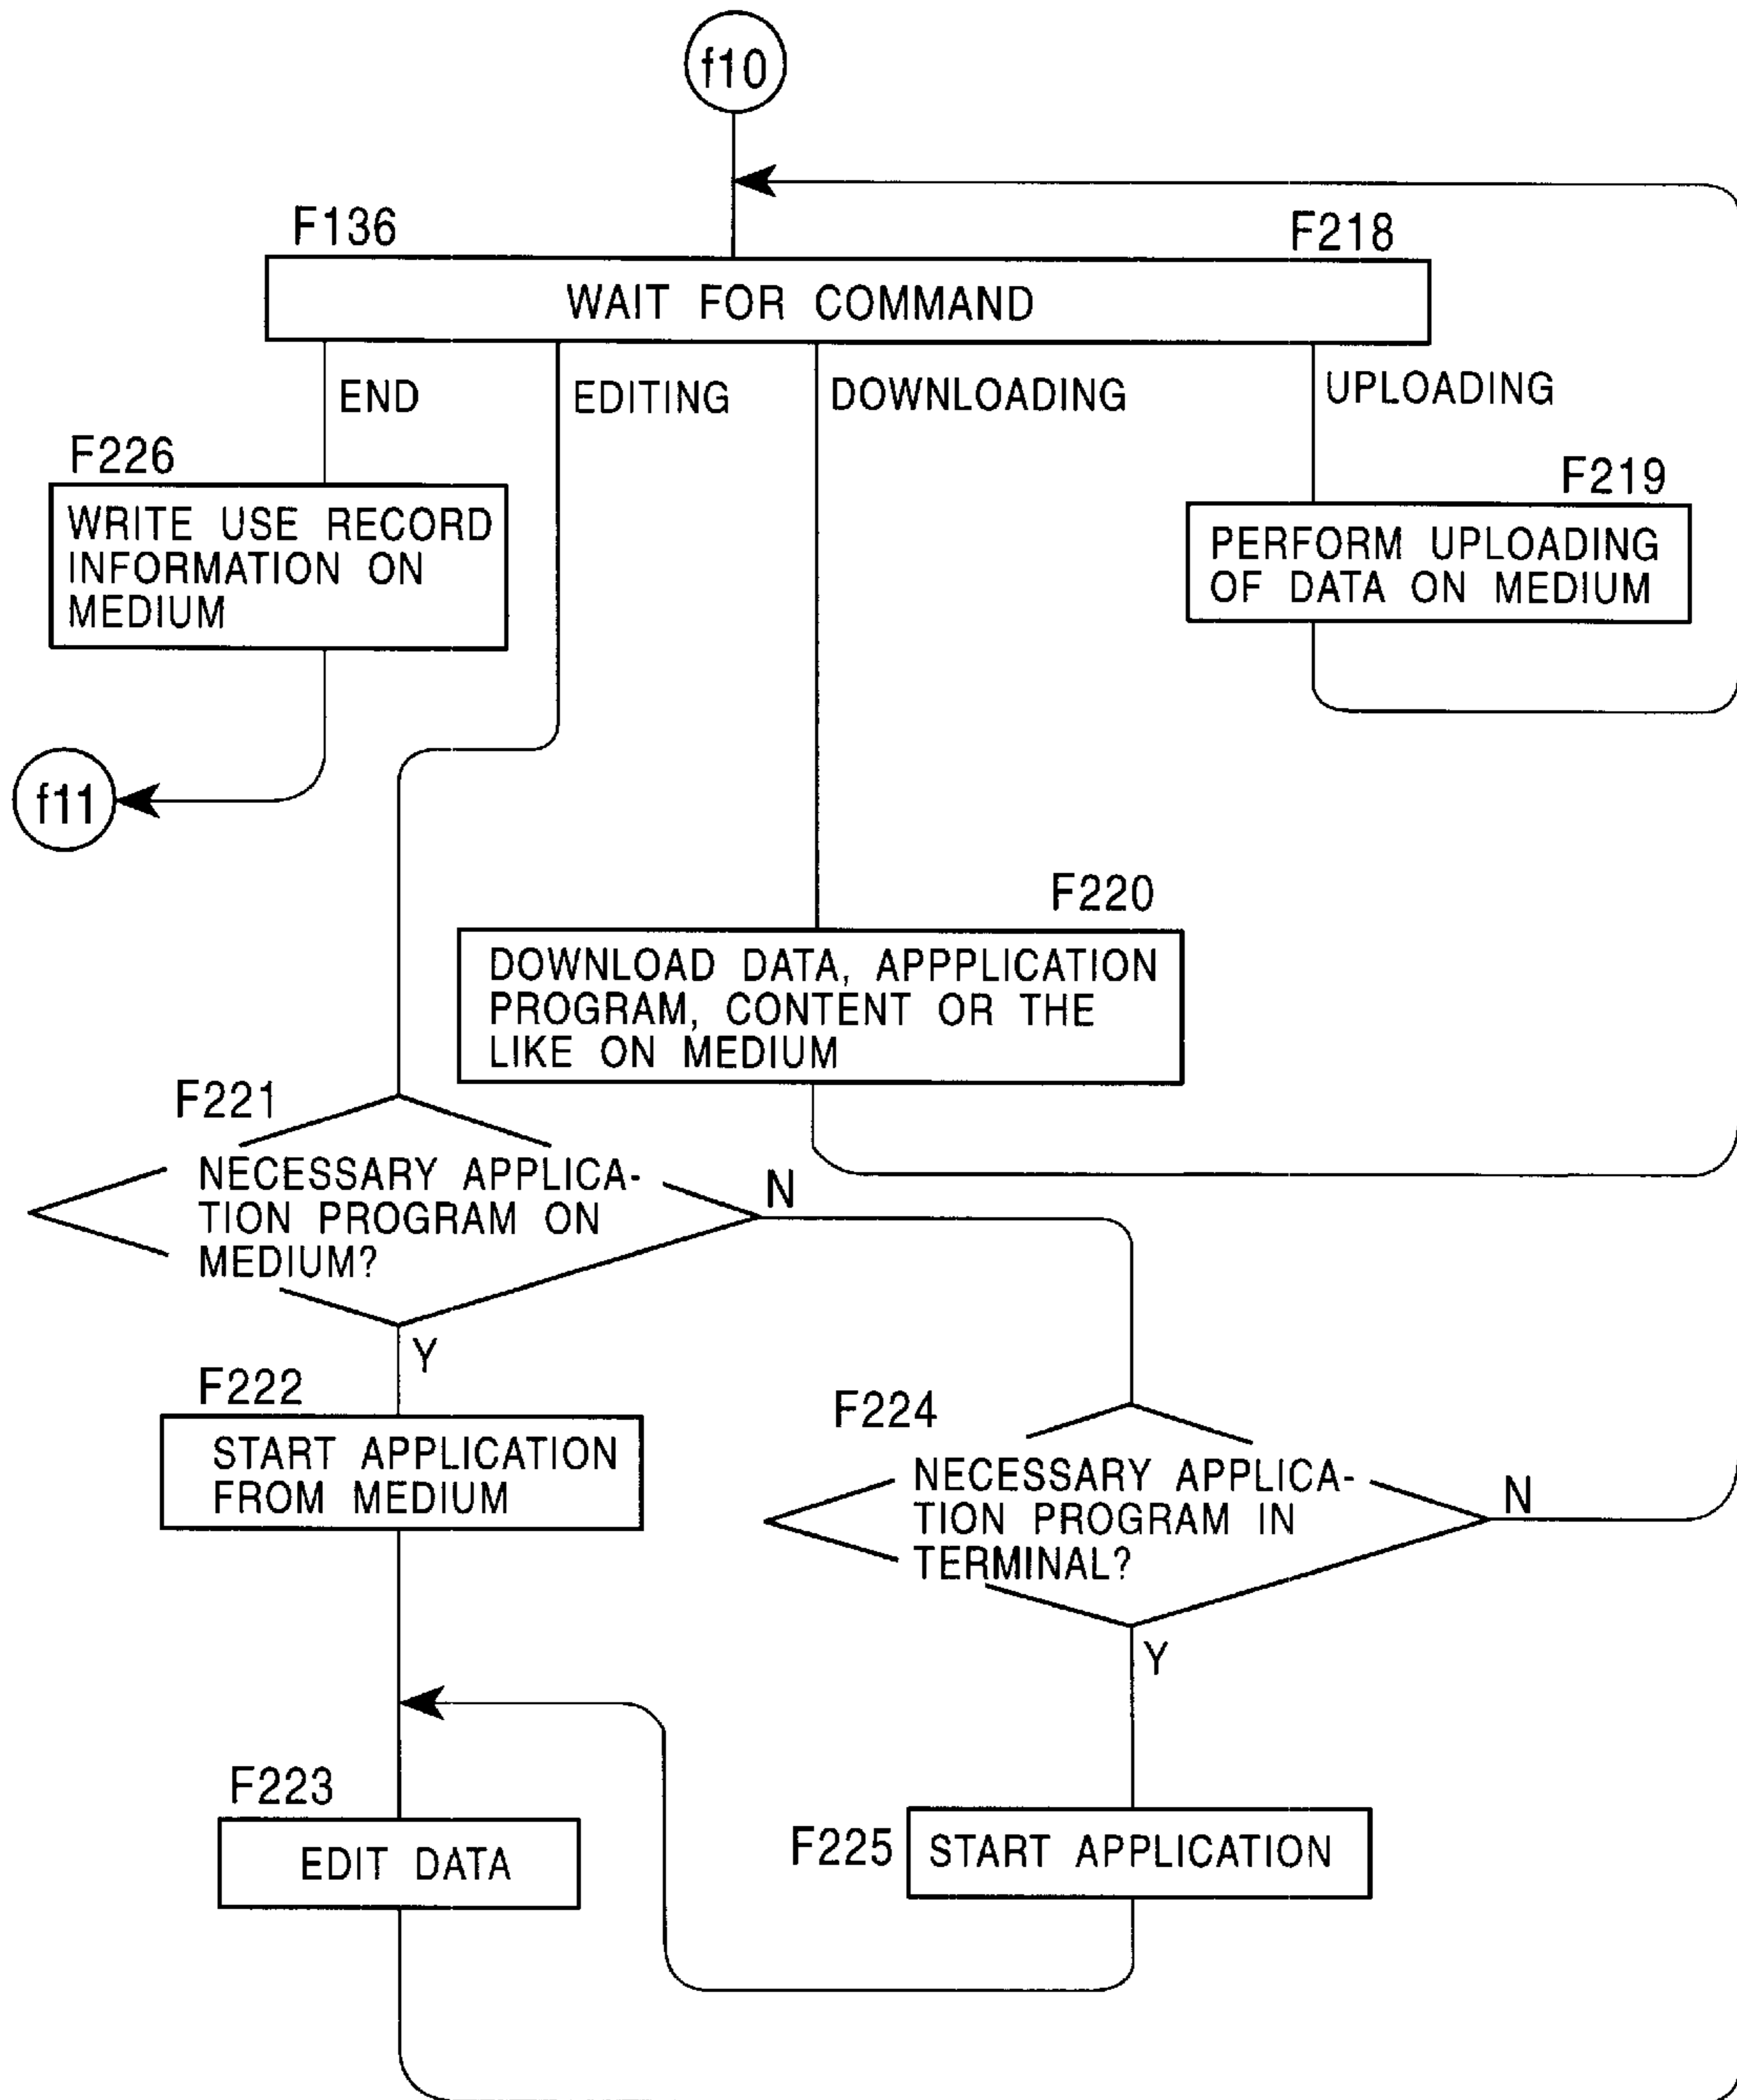 f10
F136
F218
WAIT FOR COMMAND
END
EDITING
DOWNLOADING
UPLOADING
F226
WRITE USE RECORD
INFORMATION ON
MEDIUM
F219
PERFORM UPLOADING
OF DATA ON MEDIUM
f11
F220
DOWNLOAD DATA, APPPLICATION
PROGRAM, CONTENT OR THE
LIKE ON MEDIUM
F221
NECESSARY APPLICA-
TION PROGRAM ON
MEDIUM?
N
Y
F222
START APPLICATION
FROM MEDIUM
F224
NECESSARY APPLICA-
TION PROGRAM IN
TERMINAL?
N
Y
F223
EDIT DATA
F225
START APPLICATION